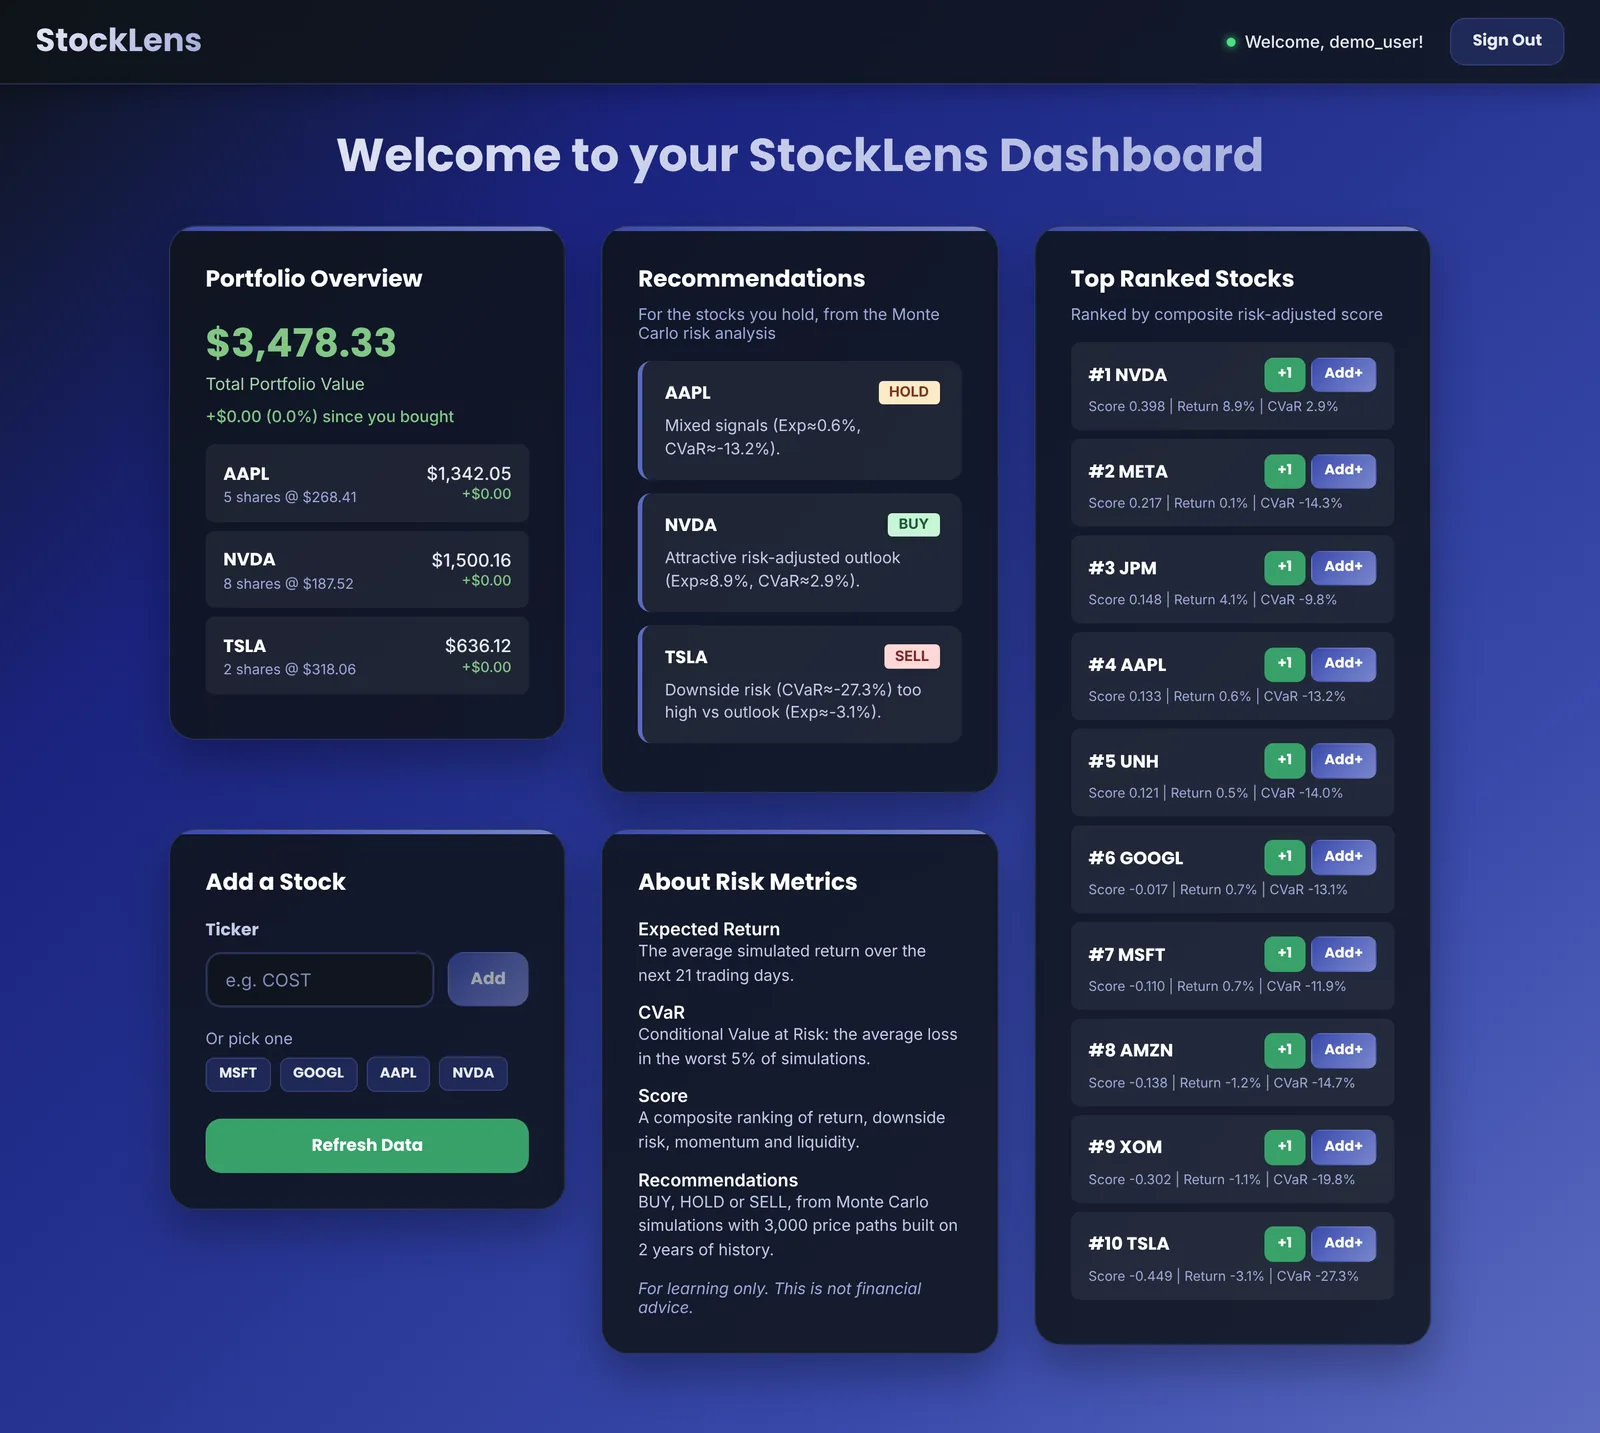 StockLens
Welcome, demo_user!
Sign Out
Welcome to your StockLens Dashboard
Portfolio Overview
$3,478.33
Total Portfolio Value
+$0.00 (0.0%) since you bought
AAPL
$1,342.05
5 shares @ $268.41
+$0.00
NVDA
$1,500.16
8 shares @ $187.52
+$0.00
TSLA
$636.12
2 shares @ $318.06
+$0.00
Recommendations
For the stocks you hold, from the Monte
Carlo risk analysis
AAPL
HOLD
Mixed signals (Exp≈0.6%,
CVaR≈-13.2%).
NVDA
BUY
Attractive risk-adjusted outlook
(Exp≈8.9%, CVaR≈2.9%).
TSLA
SELL
Downside risk (CVaR≈-27.3%) too
high vs outlook (Exp≈-3.1%).
Top Ranked Stocks
Ranked by composite risk-adjusted score
#1 NVDA
+1
Add+
Score 0.398 | Return 8.9% | CVaR 2.9%
#2 META
+1
Add+
Score 0.217 | Return 0.1% | CVaR -14.3%
#3 JPM
+1
Add+
Score 0.148 | Return 4.1% | CVaR -9.8%
#4 AAPL
+1
Add+
Score 0.133 | Return 0.6% | CVaR -13.2%
#5 UNH
+1
Add+
Score 0.121 | Return 0.5% | CVaR -14.0%
#6 GOOGL
+1
Add+
Score -0.017 | Return 0.7% | CVaR -13.1%
#7 MSFT
+1
Add+
Score -0.110 | Return 0.7% | CVaR -11.9%
#8 AMZN
+1
Add+
Score -0.138 | Return -1.2% | CVaR -14.7%
#9 XOM
+1
Add+
Score -0.302 | Return -1.1% | CVaR -19.8%
#10 TSLA
+1
Add+
Score -0.449 | Return -3.1% | CVaR -27.3%
Add a Stock
Ticker
e.g. COST
Add
Or pick one
MSFT
GOOGL
AAPL
NVDA
Refresh Data
About Risk Metrics
Expected Return
The average simulated return over the
next 21 trading days.
CVaR
Conditional Value at Risk: the average loss
in the worst 5% of simulations.
Score
A composite ranking of return, downside
risk, momentum and liquidity.
Recommendations
BUY, HOLD or SELL, from Monte Carlo
simulations with 3,000 price paths built on
2 years of history.
For learning only. This is not financial
advice.